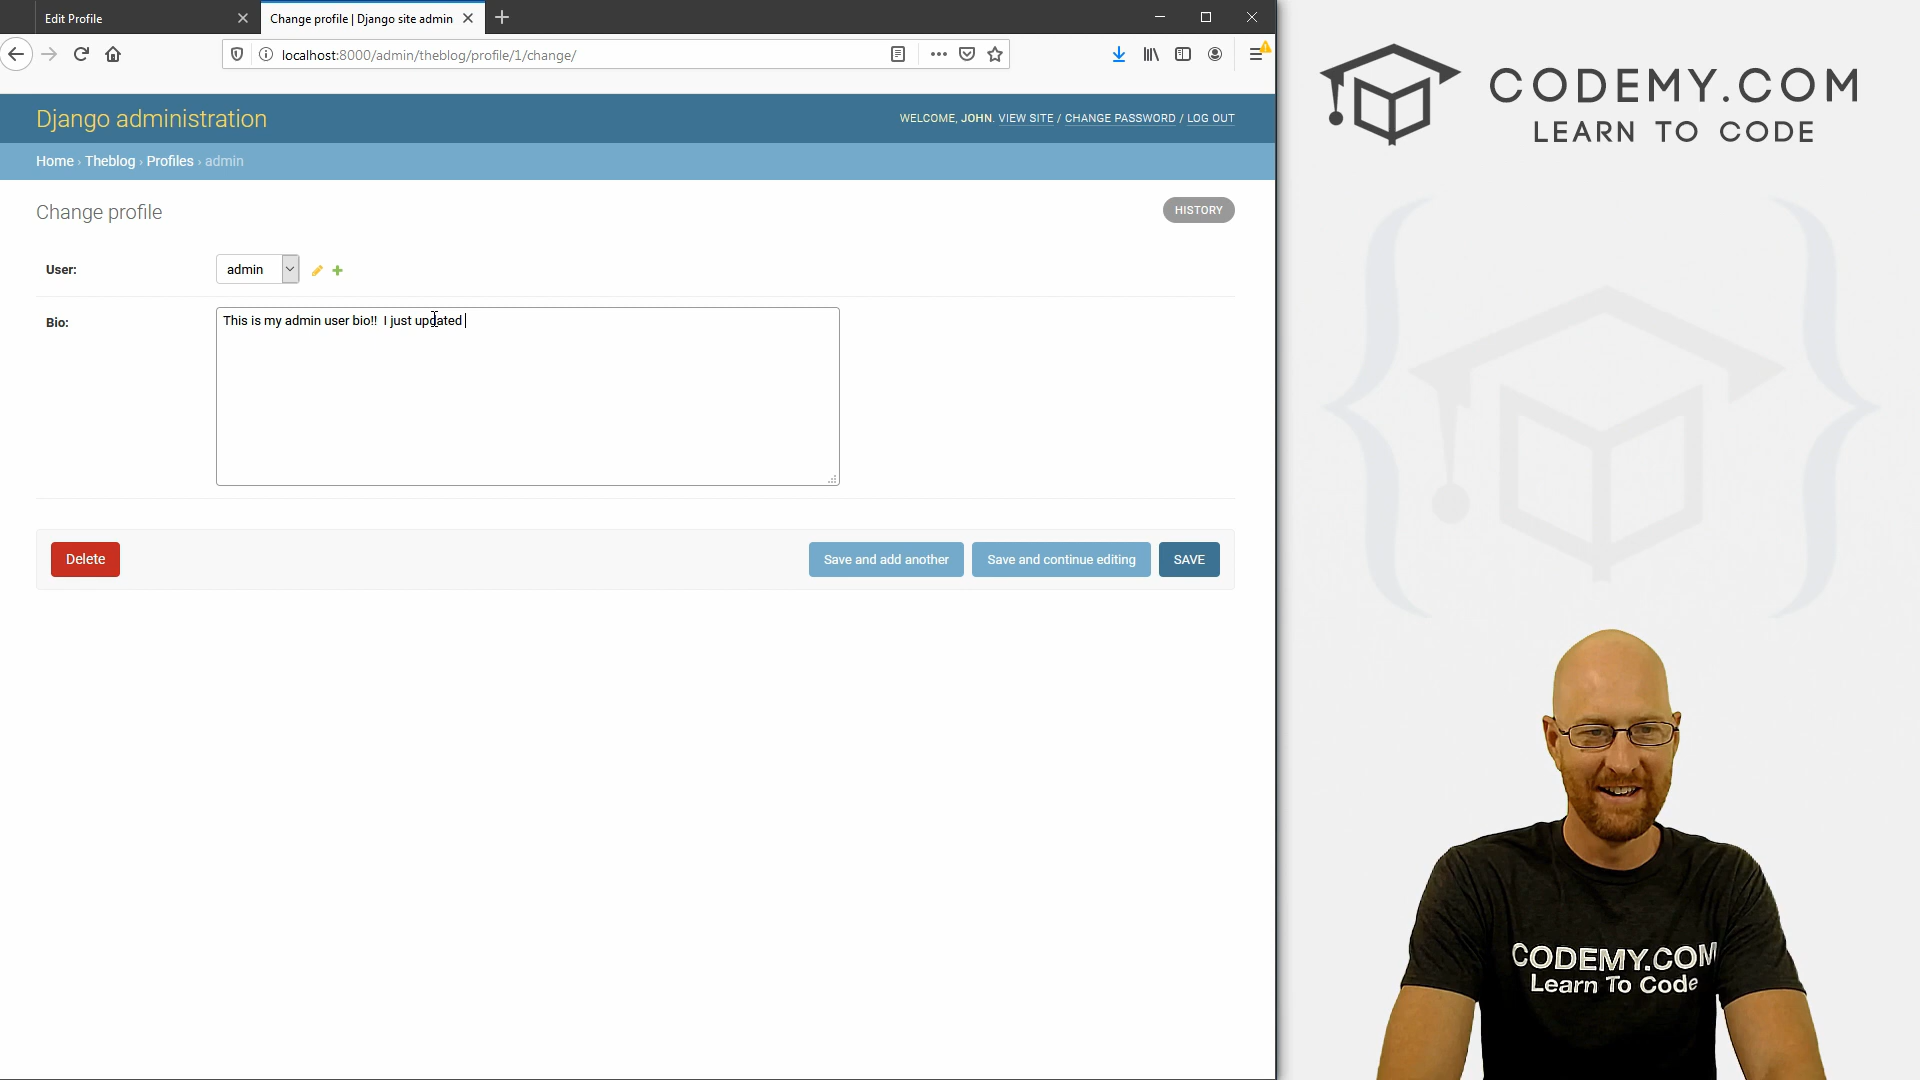 Edit Profile
Change profile | Django site admin
localhost:8000/admin/theblog/profile/1/change/
Django administration
WELCOME, JOHN. VIEW SITE / CHANGE PASSWORD / LOG OUT
Home › Theblog › Profiles › admin
Change profile
HISTORY
User:
admin
Bio:
This is my admin user bio!!  I just updated
Delete
Save and add another
Save and continue editing
SAVE
CODEMY.COM
LEARN TO CODE
CODEMY.COM
Learn To Code